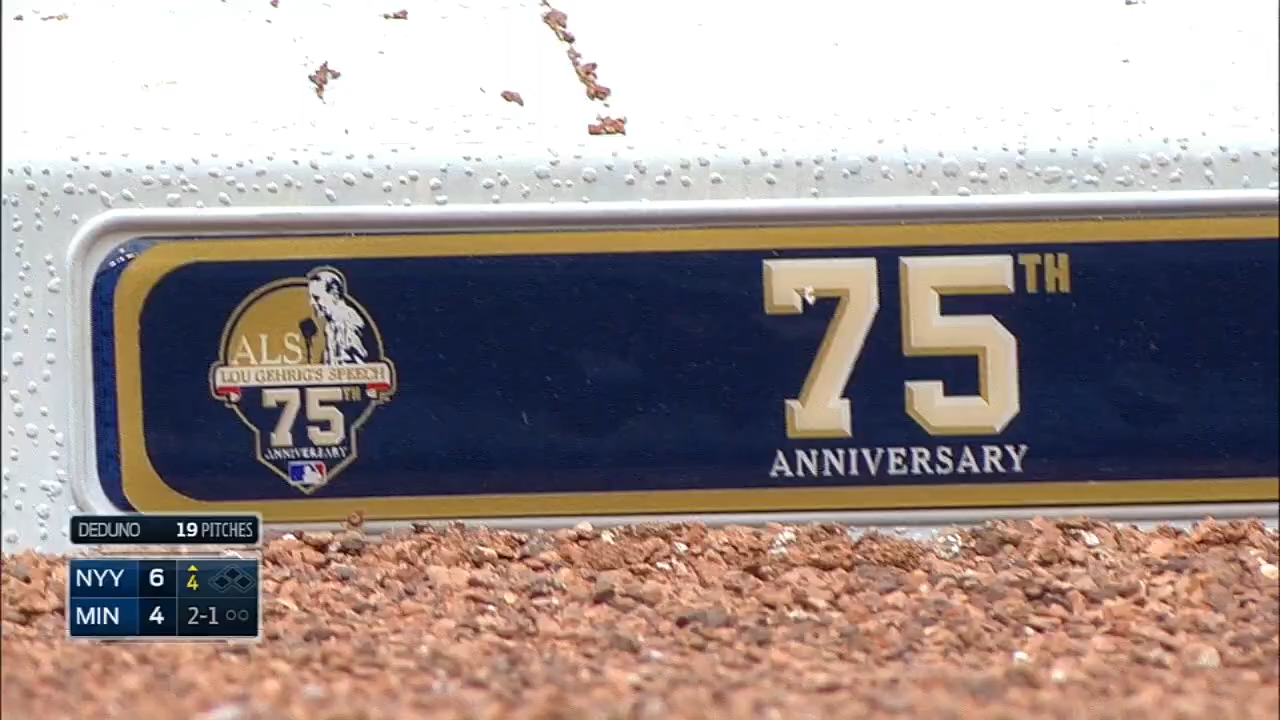 75TH
ANNIVERSARY
ALS
LOU GEHRIG'S SPEECH
75TH
ANNIVERSARY
DEDUNO 19 PITCHES
NYY 6 4
MIN 4 2-1